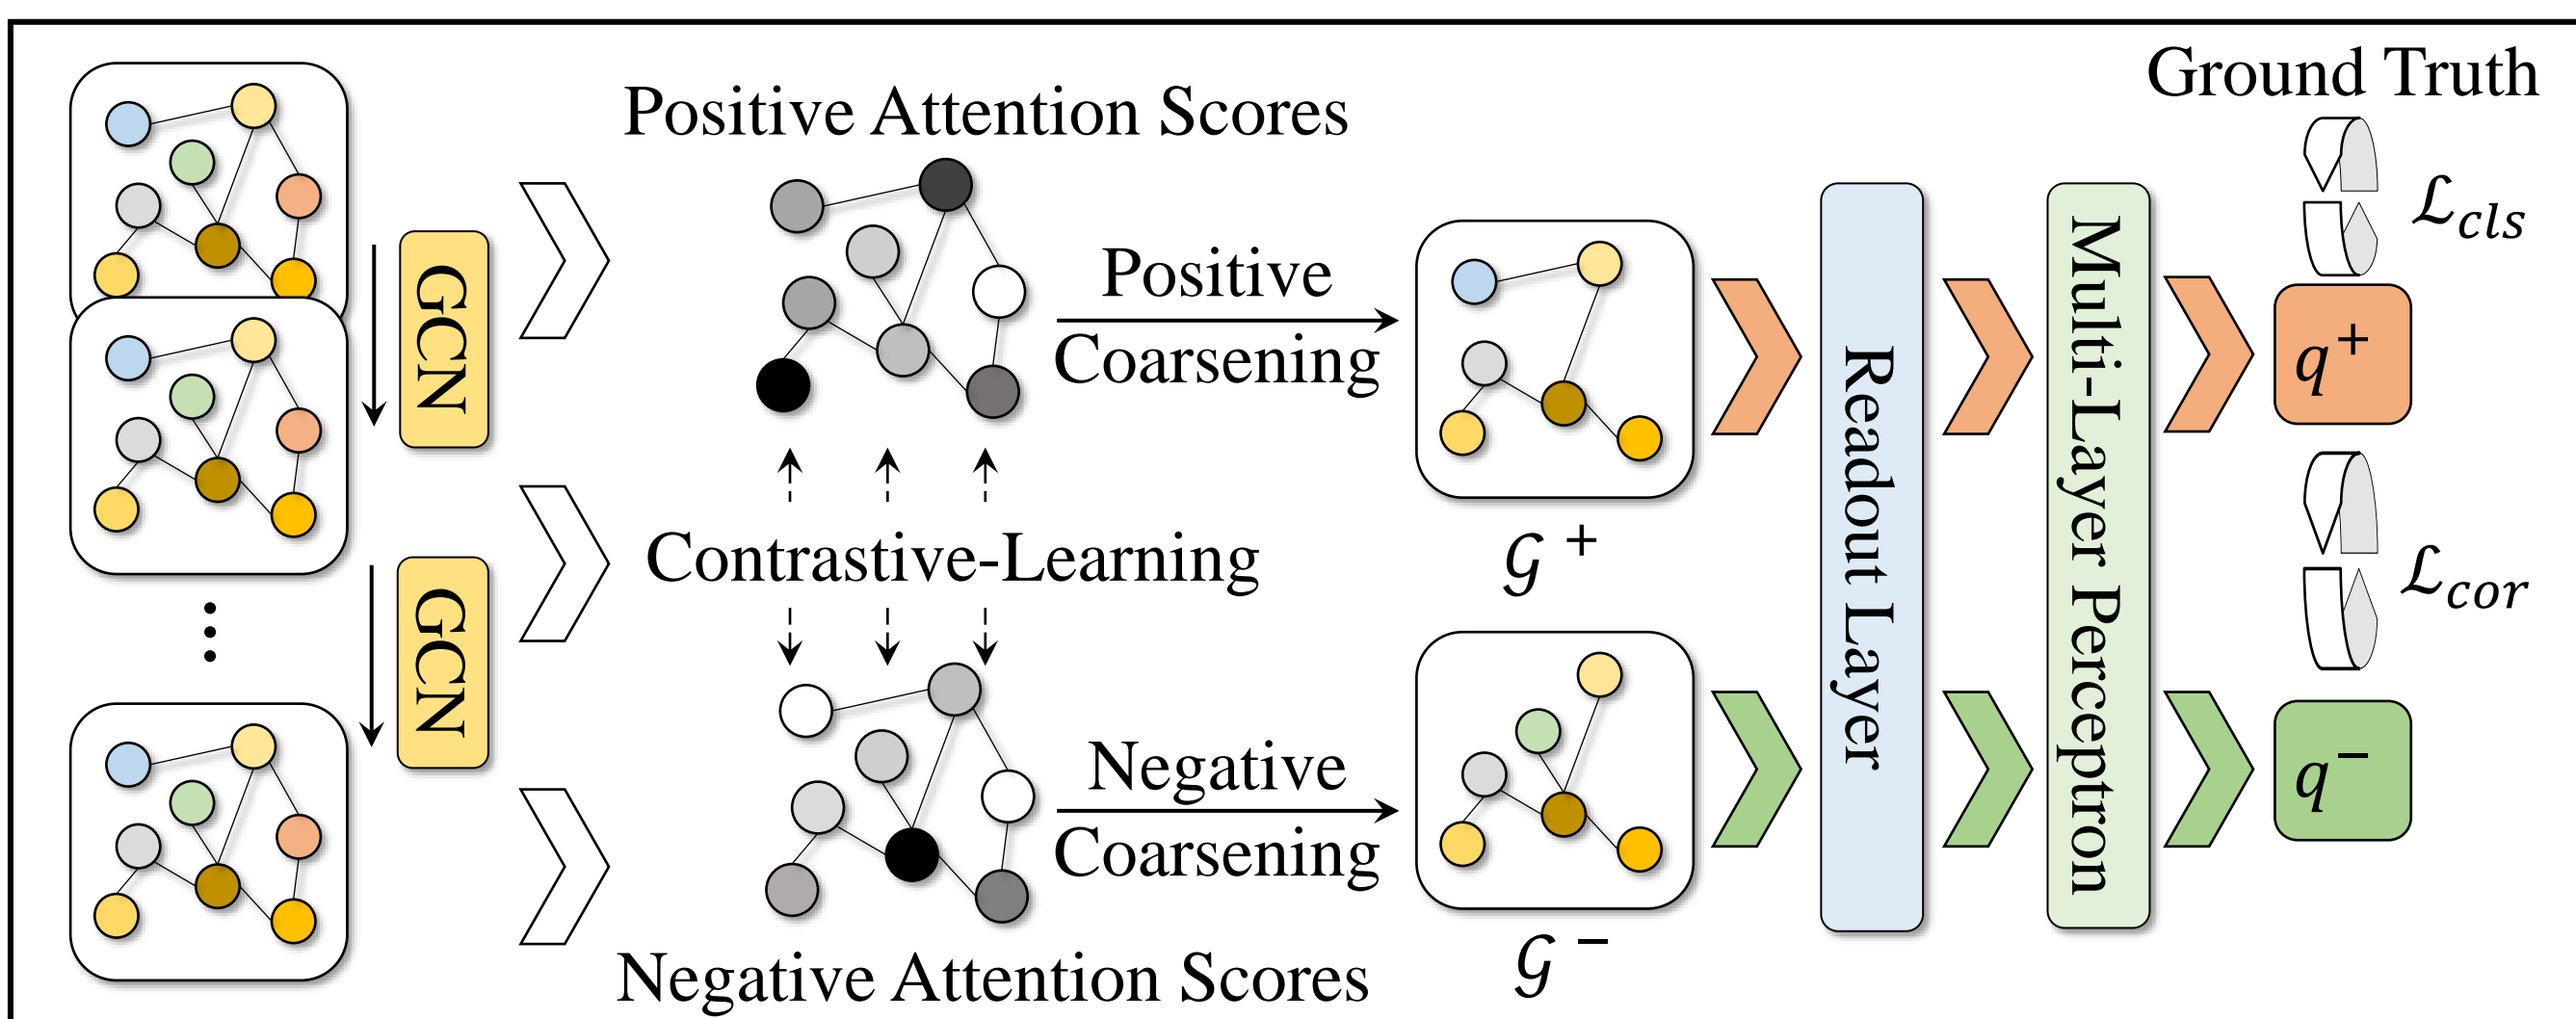 GCN
GCN
Positive Attention Scores
Contrastive-Learning
Negative Attention Scores
Positive
Coarsening
Negative
Coarsening
𝒢 +
𝒢 −
Readout Layer
Multi-Layer Perceptron
Ground Truth
ℒcls
q+
ℒcor
q−